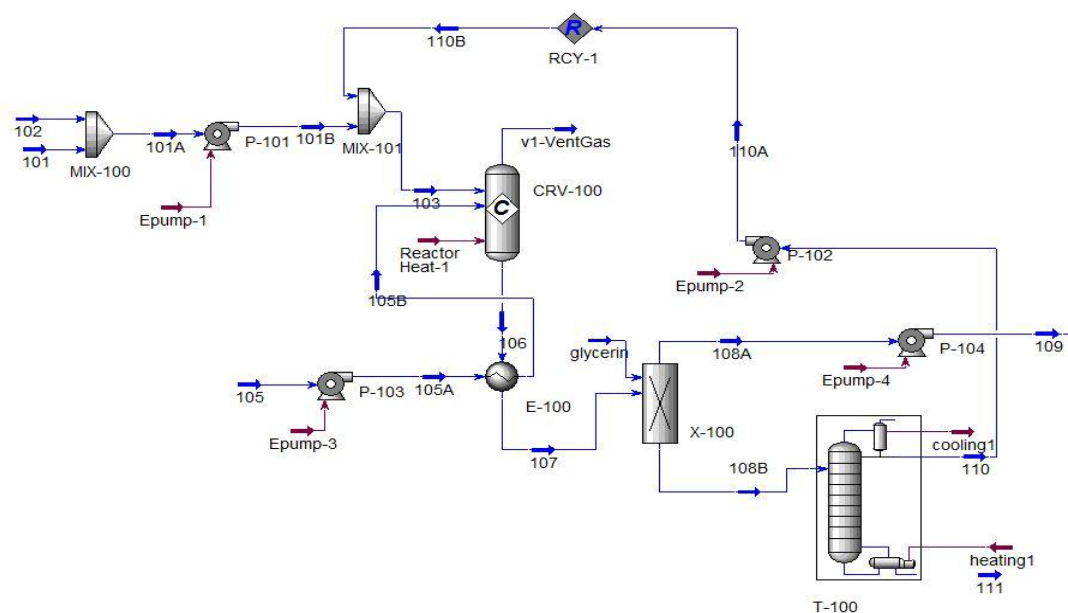 110B
R
RCY-1
102
101
MIX-100
101A
P-101
101B
MIX-101
v1-VentGas
CRV-100
C
103
110A
Epump-1
Reactor
Heat-1
105B
P-102
Epump-2
106
glycerin
108A
P-104
109
105
P-103
105A
E-100
Epump-4
Epump-3
X-100
107
108B
cooling1
110
heating1
111
T-100